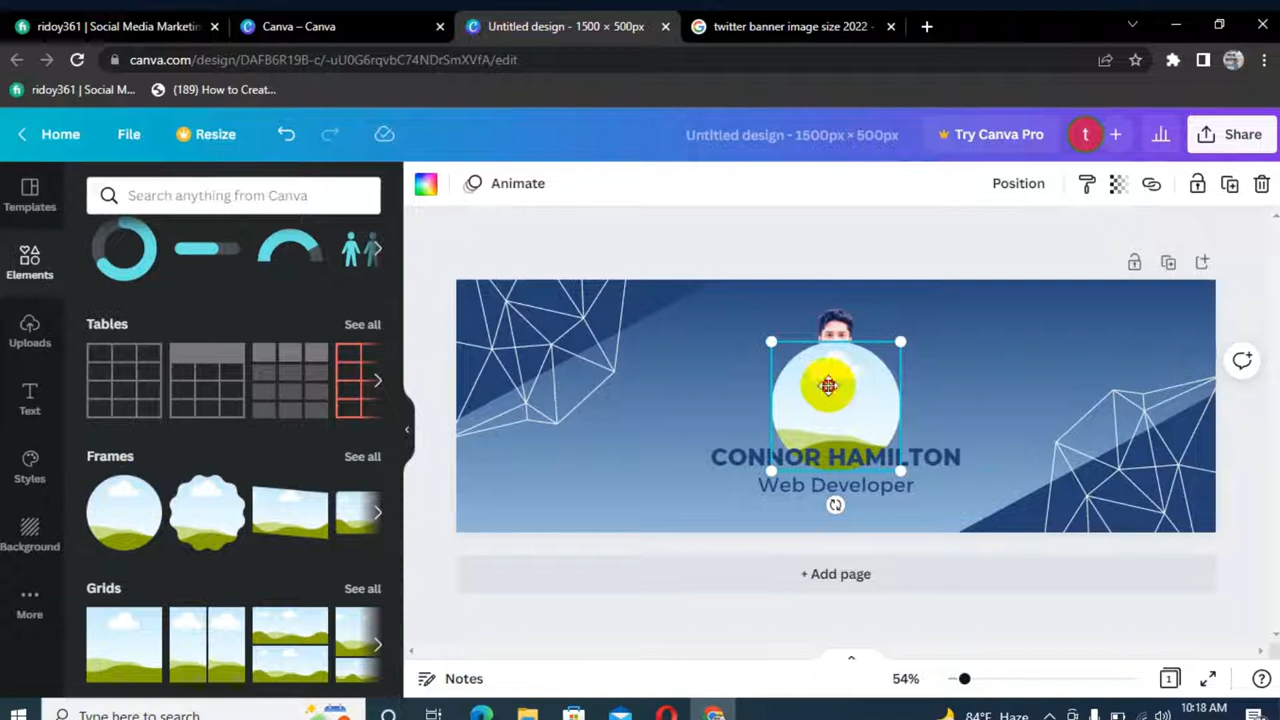 ridoy361 | Social Media Marketin
Canva – Canva
Untitled design - 1500 × 500px
twitter banner image size 2022 -
canva.com/design/DAFB6R19B-c/-uU0G6rqvbC74NDrSmXVfA/edit
ridoy361 | Social M...
(189) How to Creat...
Home
File
Resize
Untitled design - 1500px × 500px
Try Canva Pro
t
Share
Templates
Search anything from Canva
Animate
Position
Elements
Tables
See all
Uploads
Text
CONNOR HAMILTON
Web Developer
Frames
See all
Styles
Background
+ Add page
Grids
See all
More
Notes
54%
1
Type here to search
84°F Haze
10:18 AM